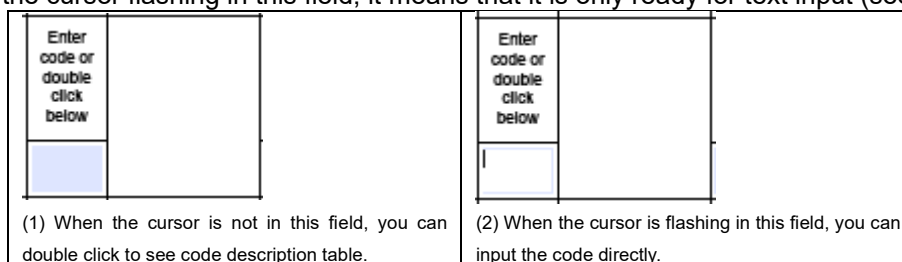 the cursor flashing in this field, it means that it is only ready for text input (see
Enter
code or
double
click
below
(1) When the cursor is not in this field, you can
double click to see code description table.
Enter
code or
double
click
below
(2) When the cursor is flashing in this field, you can
input the code directly.